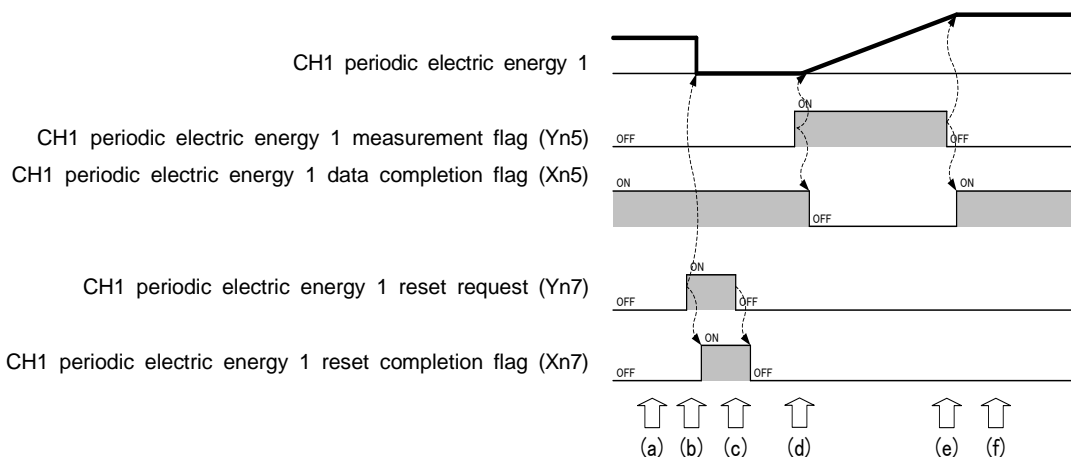 CH1 periodic electric energy 1
ON
CH1 periodic electric energy 1 measurement flag (Yn5)
OFF
OFF
CH1 periodic electric energy 1 data completion flag (Xn5)
ON
ON
OFF
ON
CH1 periodic electric energy 1 reset request (Yn7)
OFF
OFF
ON
CH1 periodic electric energy 1 reset completion flag (Xn7)
OFF
OFF
(a) (b) (c) (d) (e) (f)